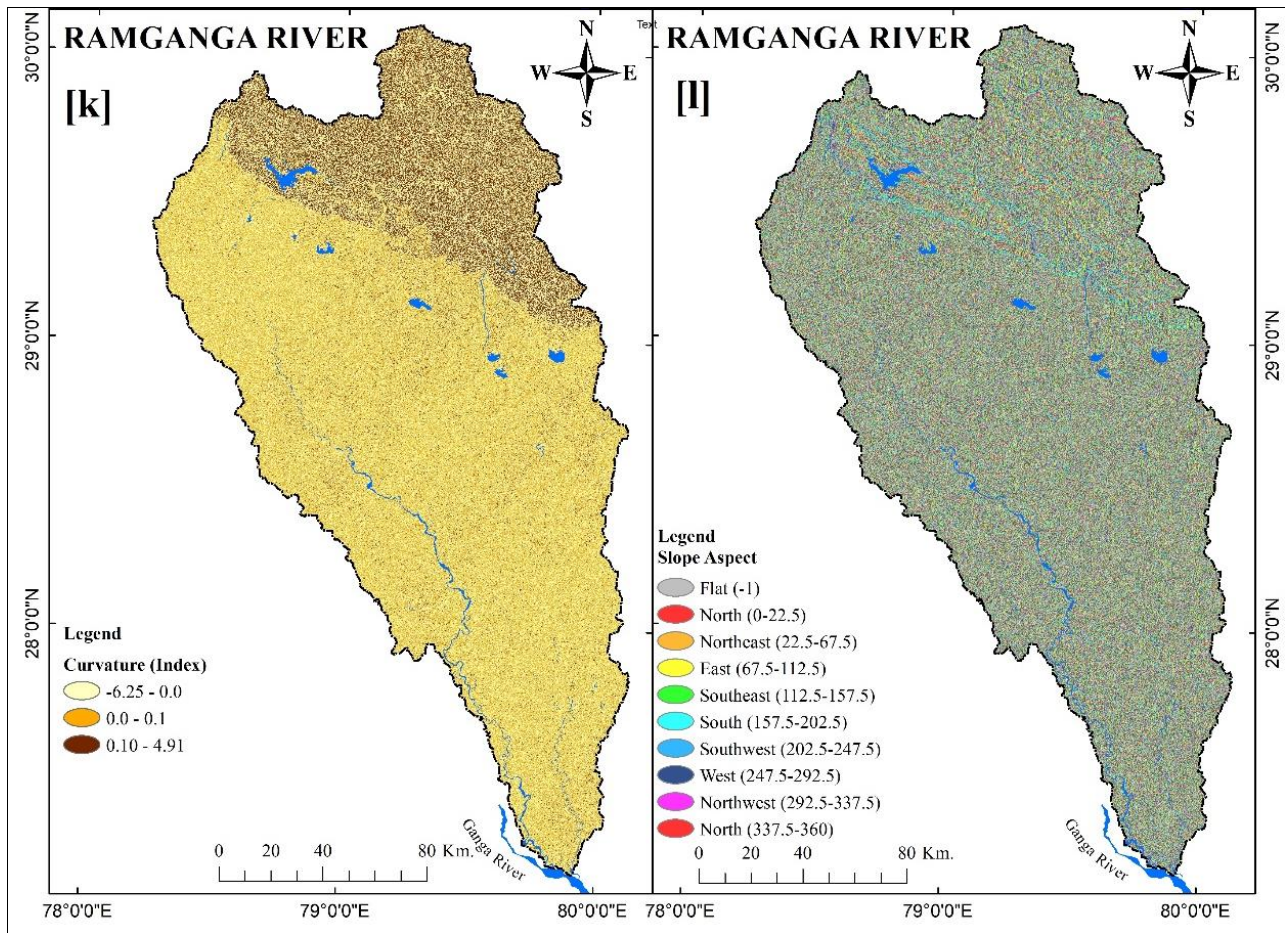 RAMGANGA RIVER
[k]
N
W E
S
30°0'0"N
29°0'0"N
28°0'0"N
Legend
Curvature (Index)
-6.25 - 0.0
0.0 - 0.1
0.10 - 4.91
0 20 40 80 Km.
Ganga River
78°0'0"E 79°0'0"E 80°0'0"E
Text
RAMGANGA RIVER
[l]
N
W E
S
30°0'0"N
29°0'0"N
28°0'0"N
Legend
Slope Aspect
Flat (-1)
North (0-22.5)
Northeast (22.5-67.5)
East (67.5-112.5)
Southeast (112.5-157.5)
South (157.5-202.5)
Southwest (202.5-247.5)
West (247.5-292.5)
Northwest (292.5-337.5)
North (337.5-360)
0 20 40 80 Km.
Ganga River
78°0'0"E 79°0'0"E 80°0'0"E